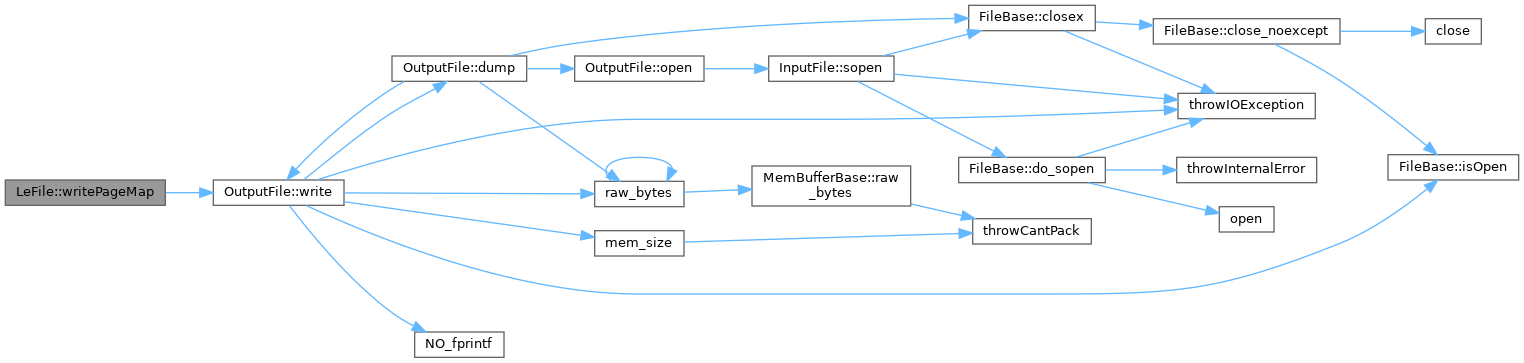 LeFile::writePageMap
OutputFile::write
OutputFile::dump
NO_fprintf
OutputFile::open
raw_bytes
mem_size
InputFile::sopen
MemBufferBase::raw
_bytes
FileBase::closex
FileBase::do_sopen
throwCantPack
FileBase::close_noexcept
throwIOException
throwInternalError
open
close
FileBase::isOpen